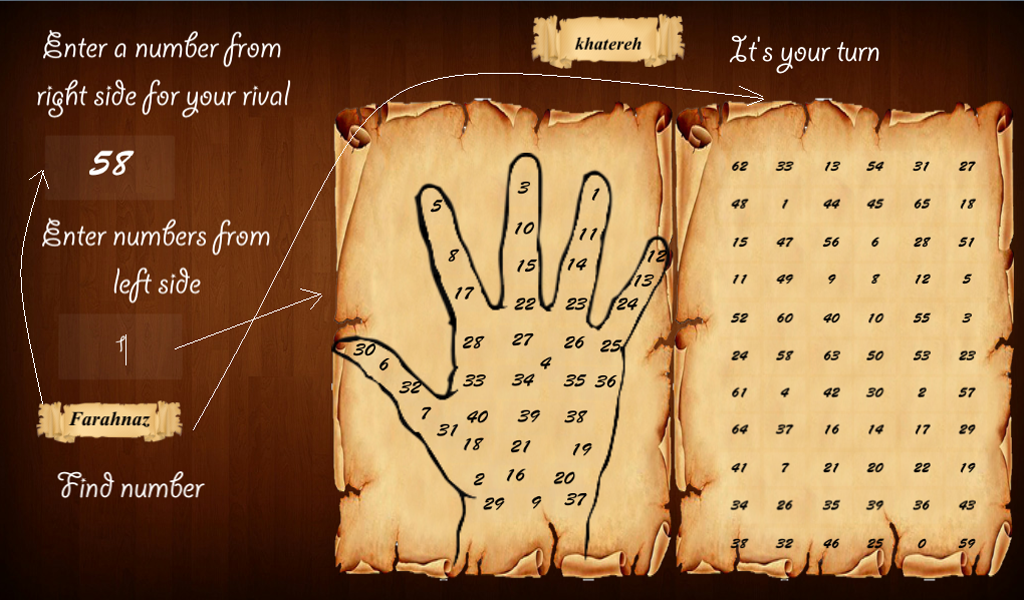 Enter a number from
right side for your rival
58
Enter numbers from
left side
1
Farahnaz
Find number
khatereh
It's your turn
3
5 1
10 11
8 15 14 12
17 13
22 23 24
28 27 26 25
30 4
6 33 34 35 36
32
7 40 39 38
31
18 21 19
2 16 20
29 9 37
62 33 13 54 31 27
48 1 44 45 65 18
15 47 56 6 28 51
11 49 9 8 12 5
52 60 40 10 55 3
24 58 63 50 53 23
61 4 42 30 2 57
64 37 16 14 17 29
41 7 21 20 22 19
34 26 35 39 36 43
38 32 46 25 0 59